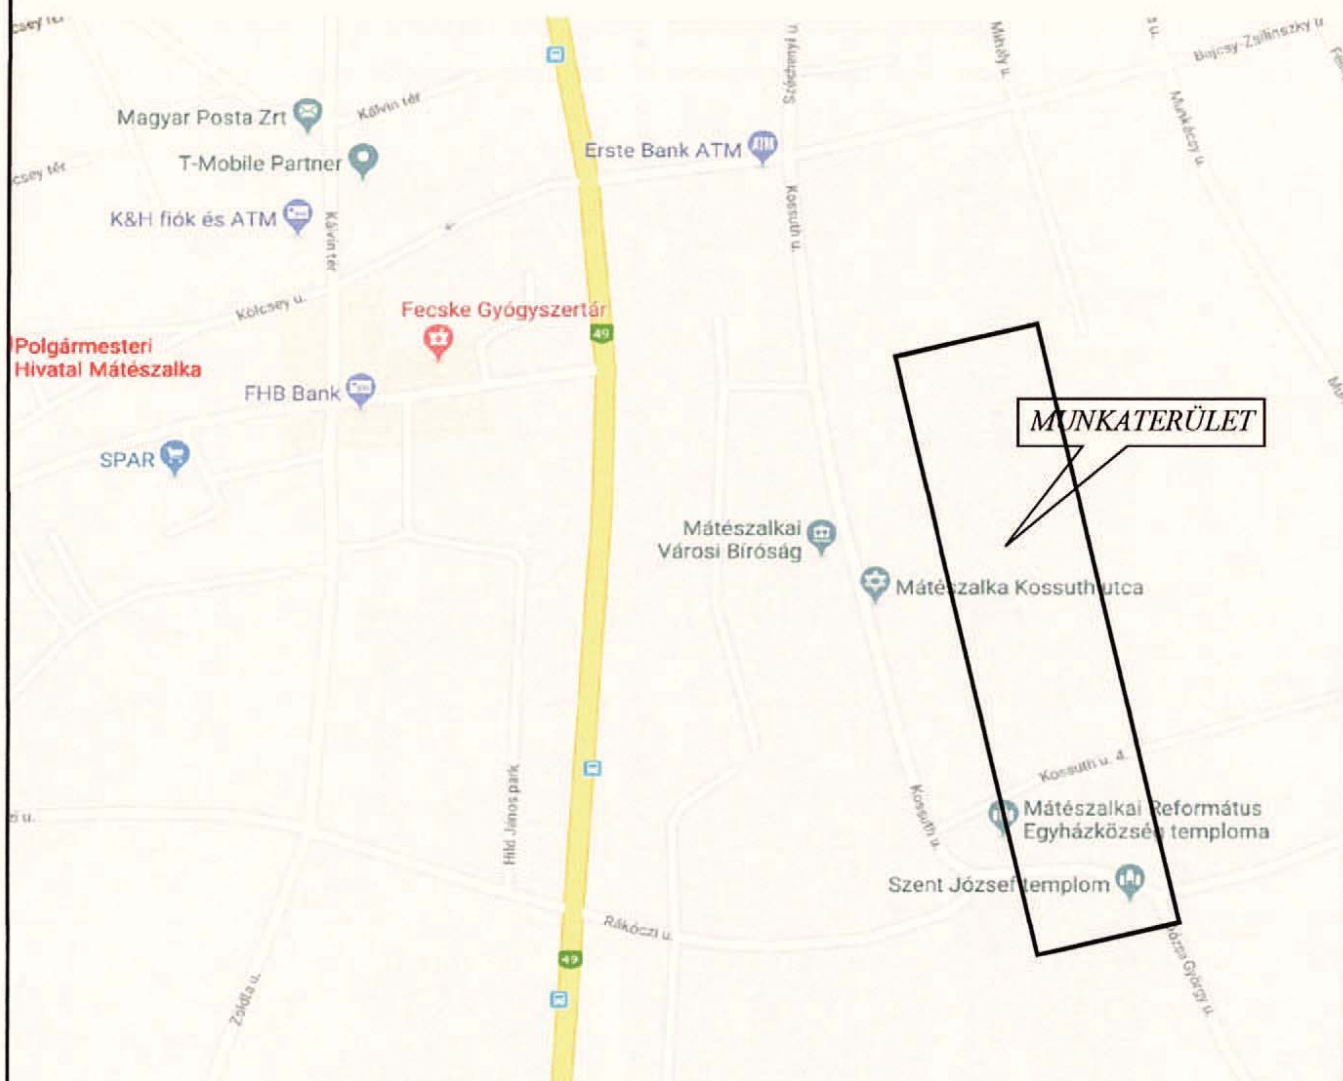 Kálvin tér
Magyar Posta Zrt
T-Mobile Partner
K&H fiók és ATM
Kálvin tér
Kölcsey u.
Polgármesteri
Hivatal Mátészalka
Fecske Gyógyszertár
FHB Bank
SPAR
49
Erste Bank ATM
ATM
Széchenyi u
Kossuth u.
Mihály u.
Bajcsy-Zsilinszky u
Munkácsy u.
MUNKATERÜLET
Mátészalkai
Városi Bíróság
Mátészalka Kossuth utca
Kossuth u. 4.
Kossuth u.
Mátészalkai Református
Egyházközség temploma
Szent József templom
Hild János park
Rákóczi u.
49
Zöldfa u.